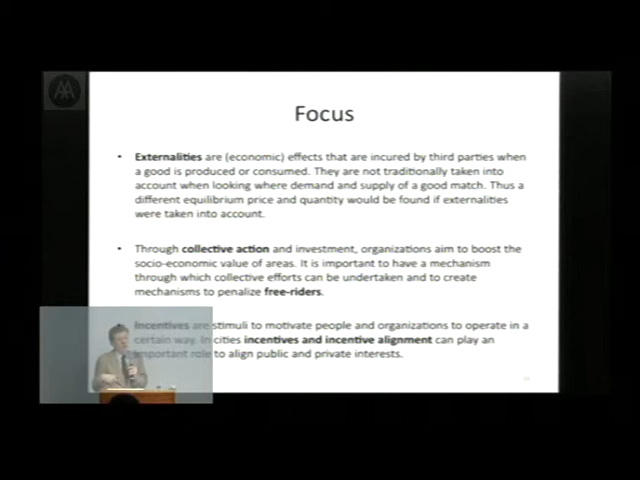 AA
Focus
• Externalities are (economic) effects that are incured by third parties when
a good is produced or consumed. They are not traditionally taken into
account when looking where demand and supply of a good match. Thus a
different equilibrium price and quantity would be found if externalities
were taken into account.
• Through collective action and investment, organizations aim to boost the
socio-economic value of areas. It is important to have a mechanism
through which collective efforts can be undertaken and to create
mechanisms to penalize free-riders.
Incentives are stimuli to motivate people and organizations to operate in a
certain way. In cities incentives and incentive alignment can play an
important role to align public and private interests.